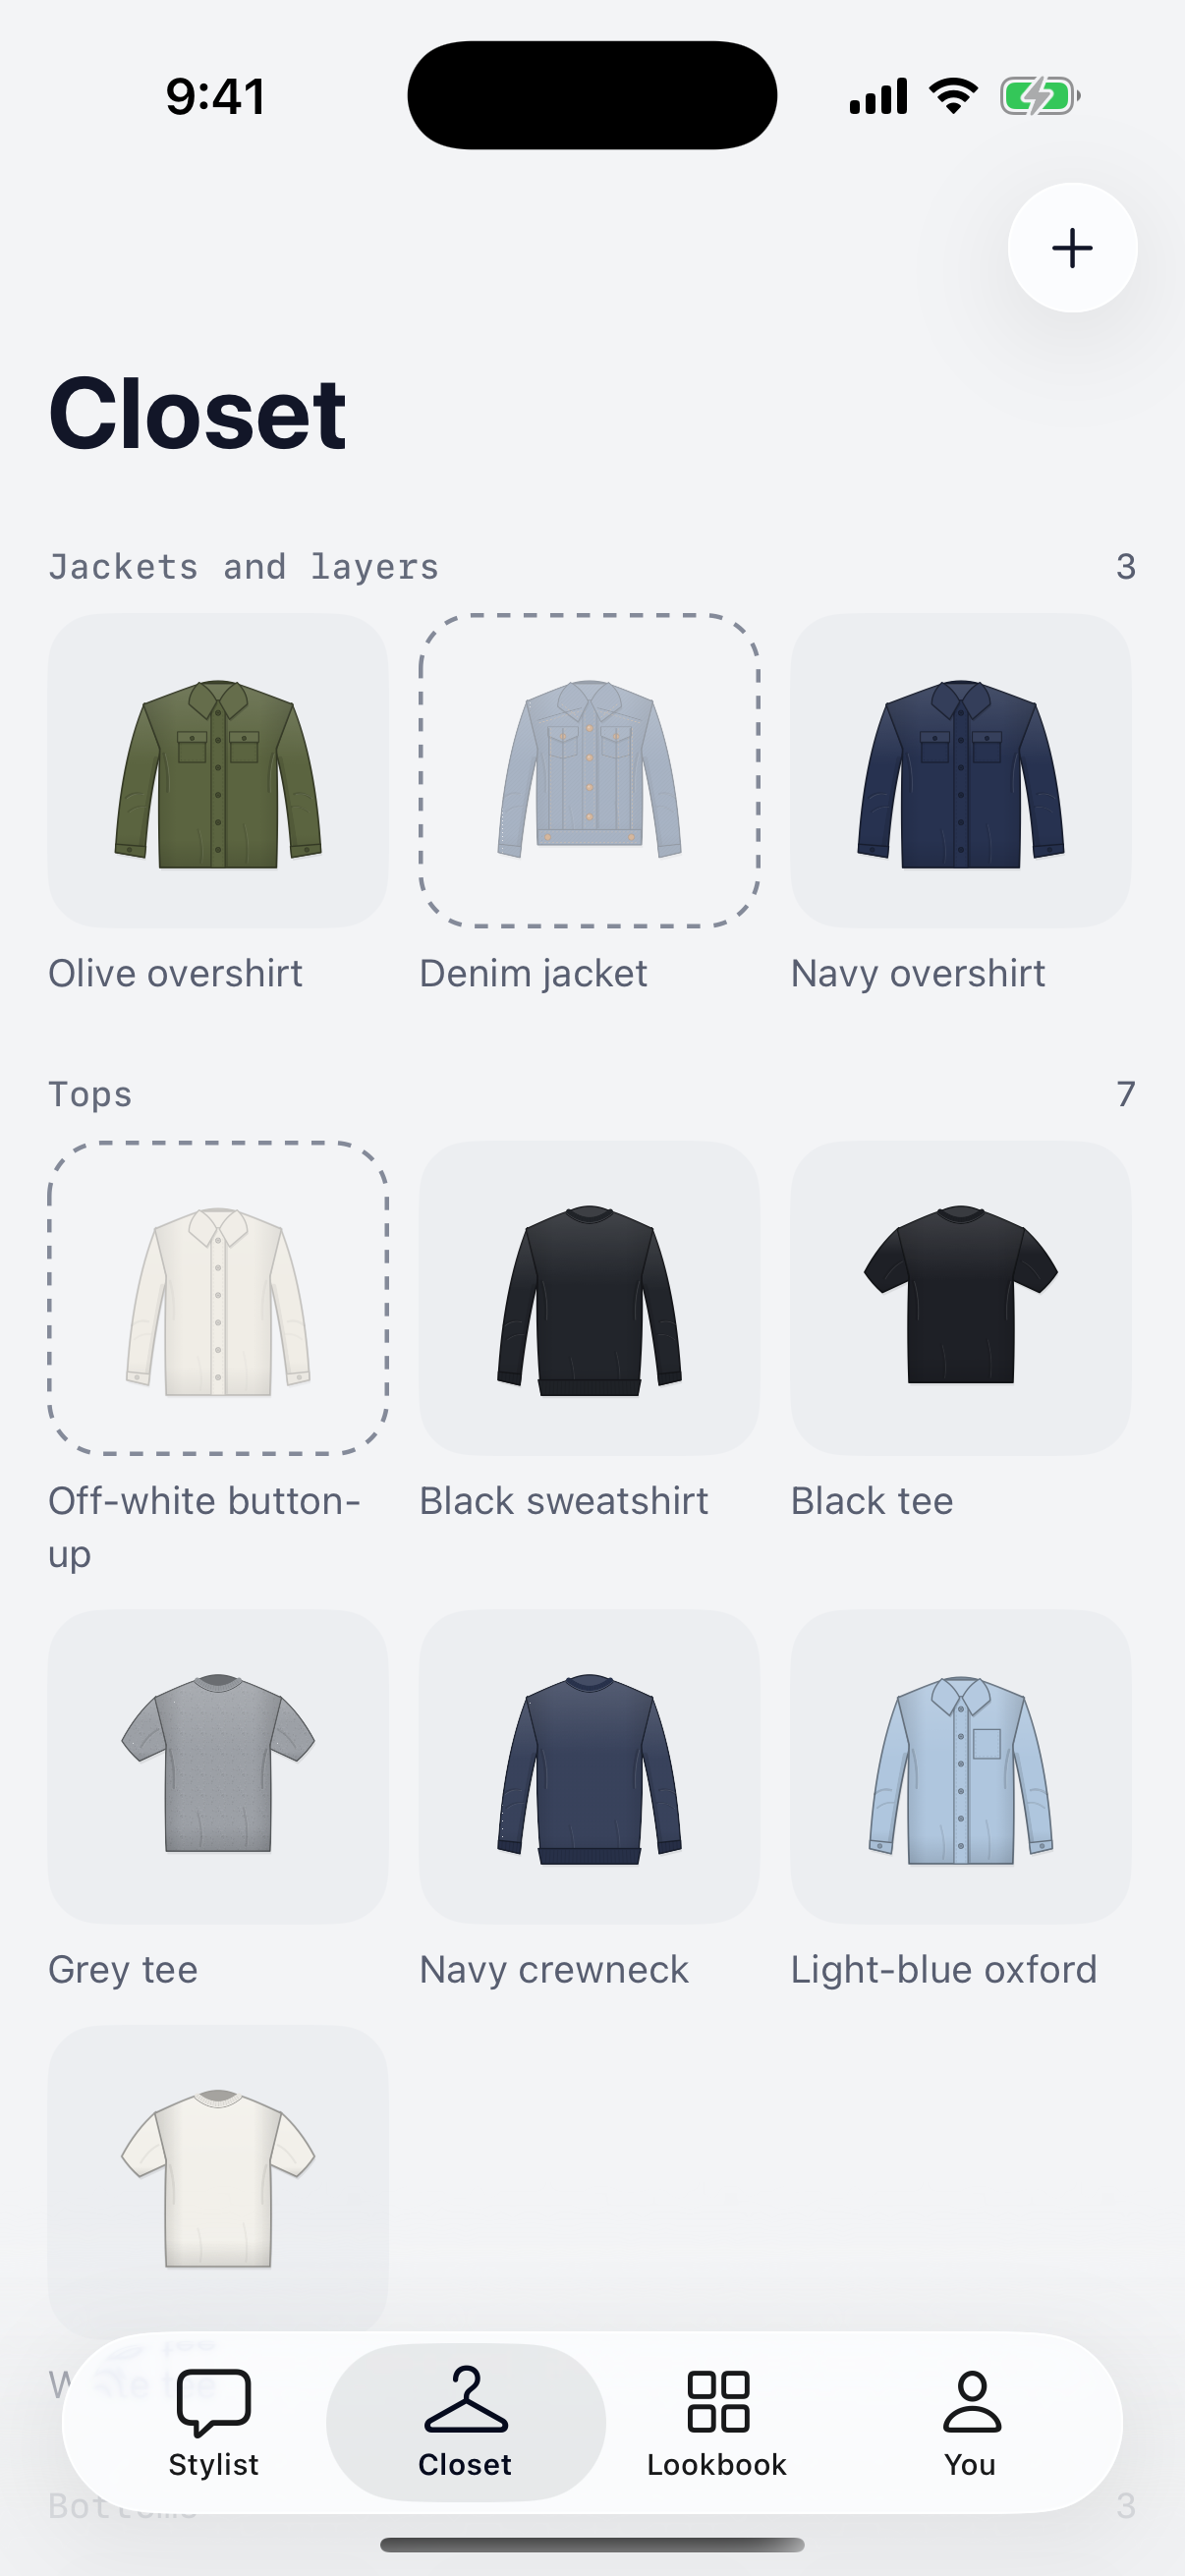 9:41
Closet
Jackets and layers 3
Olive overshirt Denim jacket Navy overshirt
Tops 7
Off-white button-
up
Black sweatshirt Black tee
Grey tee Navy crewneck Light-blue oxford
Stylist Closet Lookbook You
Bottoms 3